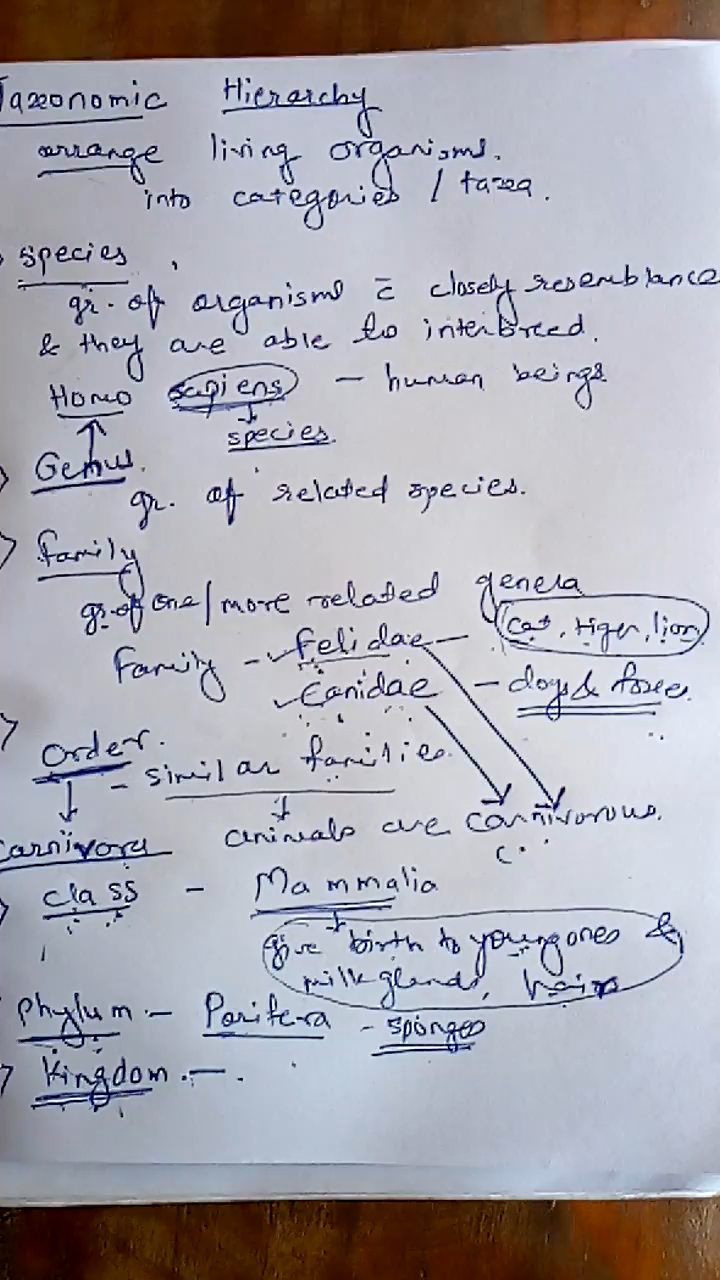 Taxonomic Hierarchy
arrange living organisms.
into categories / taxa.
species
gr. of organisms c̄ closely resemblance
& they are able to interbreed.
Homo sapiens - human beings
species.
Genus.
gr. of related species.
family
gr. of one/more related genera
Family - Felidae - cat, tiger, lion
Canidae - dogs & foxes
Order.
- similar families.
Carnivora animals are carnivorous.
class - Mammalia
give birth to young ones &
milk glands, hair
Phylum - Porifera - sponges
Kingdom. -